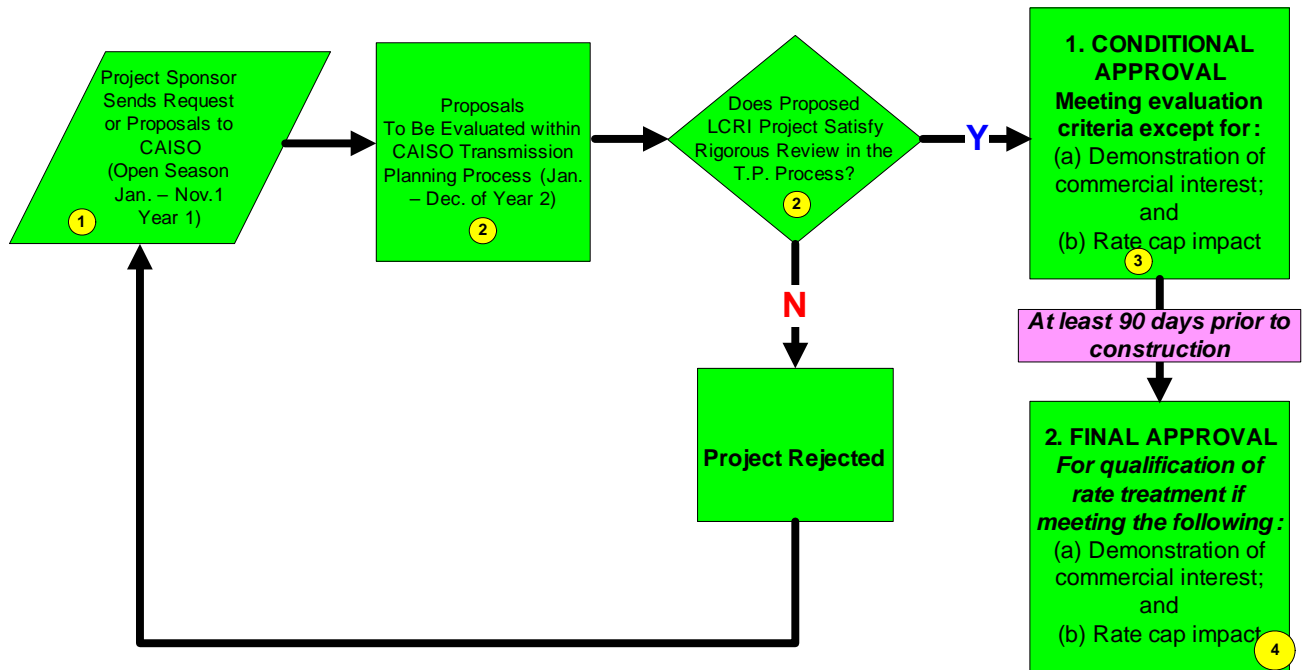 Project Sponsor
Sends Request
or Proposals to
CAISO
(Open Season
Jan. – Nov.1
Year 1)
1
Proposals
To Be Evaluated within
CAISO Transmission
Planning Process (Jan.
– Dec. of Year 2)
2
Does Proposed
LCRI Project Satisfy
Rigorous Review in the
T.P. Process?
2
Y
N
Project Rejected
1. CONDITIONAL
APPROVAL
Meeting evaluation
criteria except for:
(a) Demonstration of
commercial interest;
and
(b) Rate cap impact
3
At least 90 days prior to
construction
2. FINAL APPROVAL
For qualification of
rate treatment if
meeting the following:
(a) Demonstration of
commercial interest;
and
(b) Rate cap impact
4